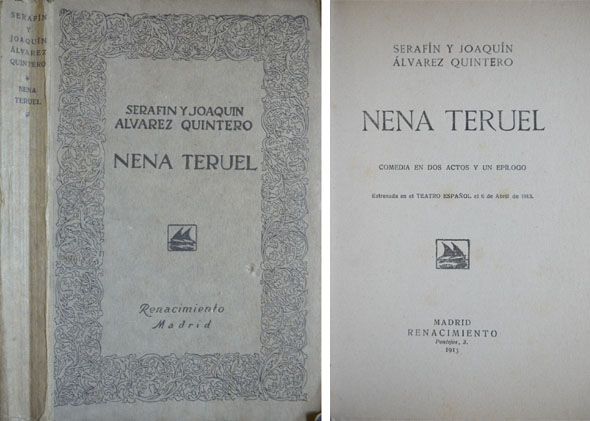 SERAFÍN
Y
JOAQUÍN
ÁLVAREZ
QUINTERO
NENA
TERUEL
SERAFIN Y JOAQUIN
ALVAREZ QUINTERO
NENA TERUEL
Renacimiento
Madrid
SERAFÍN Y JOAQUÍN
ÁLVAREZ QUINTERO
NENA TERUEL
COMEDIA EN DOS ACTOS Y UN EPÍLOGO
Estrenada en el TEATRO ESPAÑOL el 6 de Abril de 1913.
MADRID
RENACIMIENTO
Pontejos, 3.
1913